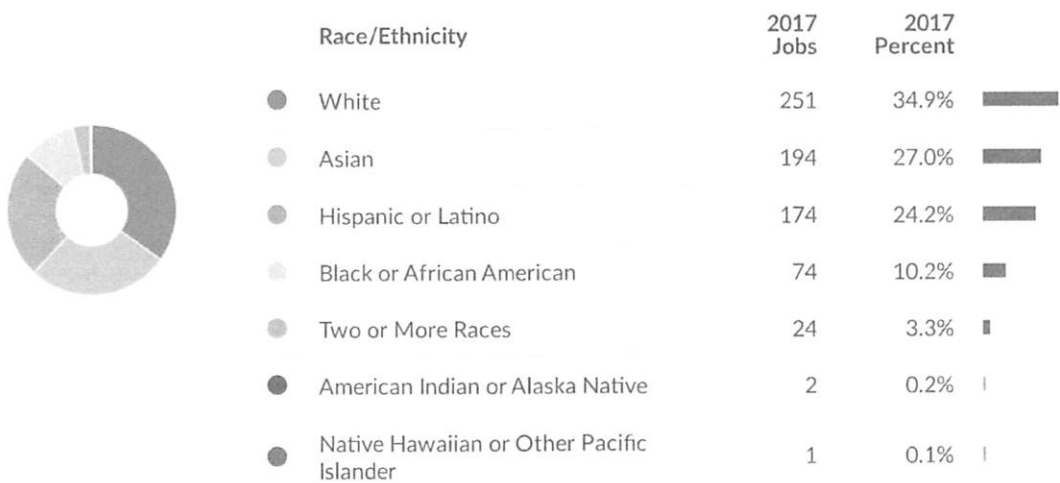 Race/Ethnicity 2017 Jobs 2017 Percent
White 251 34.9%
Asian 194 27.0%
Hispanic or Latino 174 24.2%
Black or African American 74 10.2%
Two or More Races 24 3.3%
American Indian or Alaska Native 2 0.2%
Native Hawaiian or Other Pacific Islander 1 0.1%